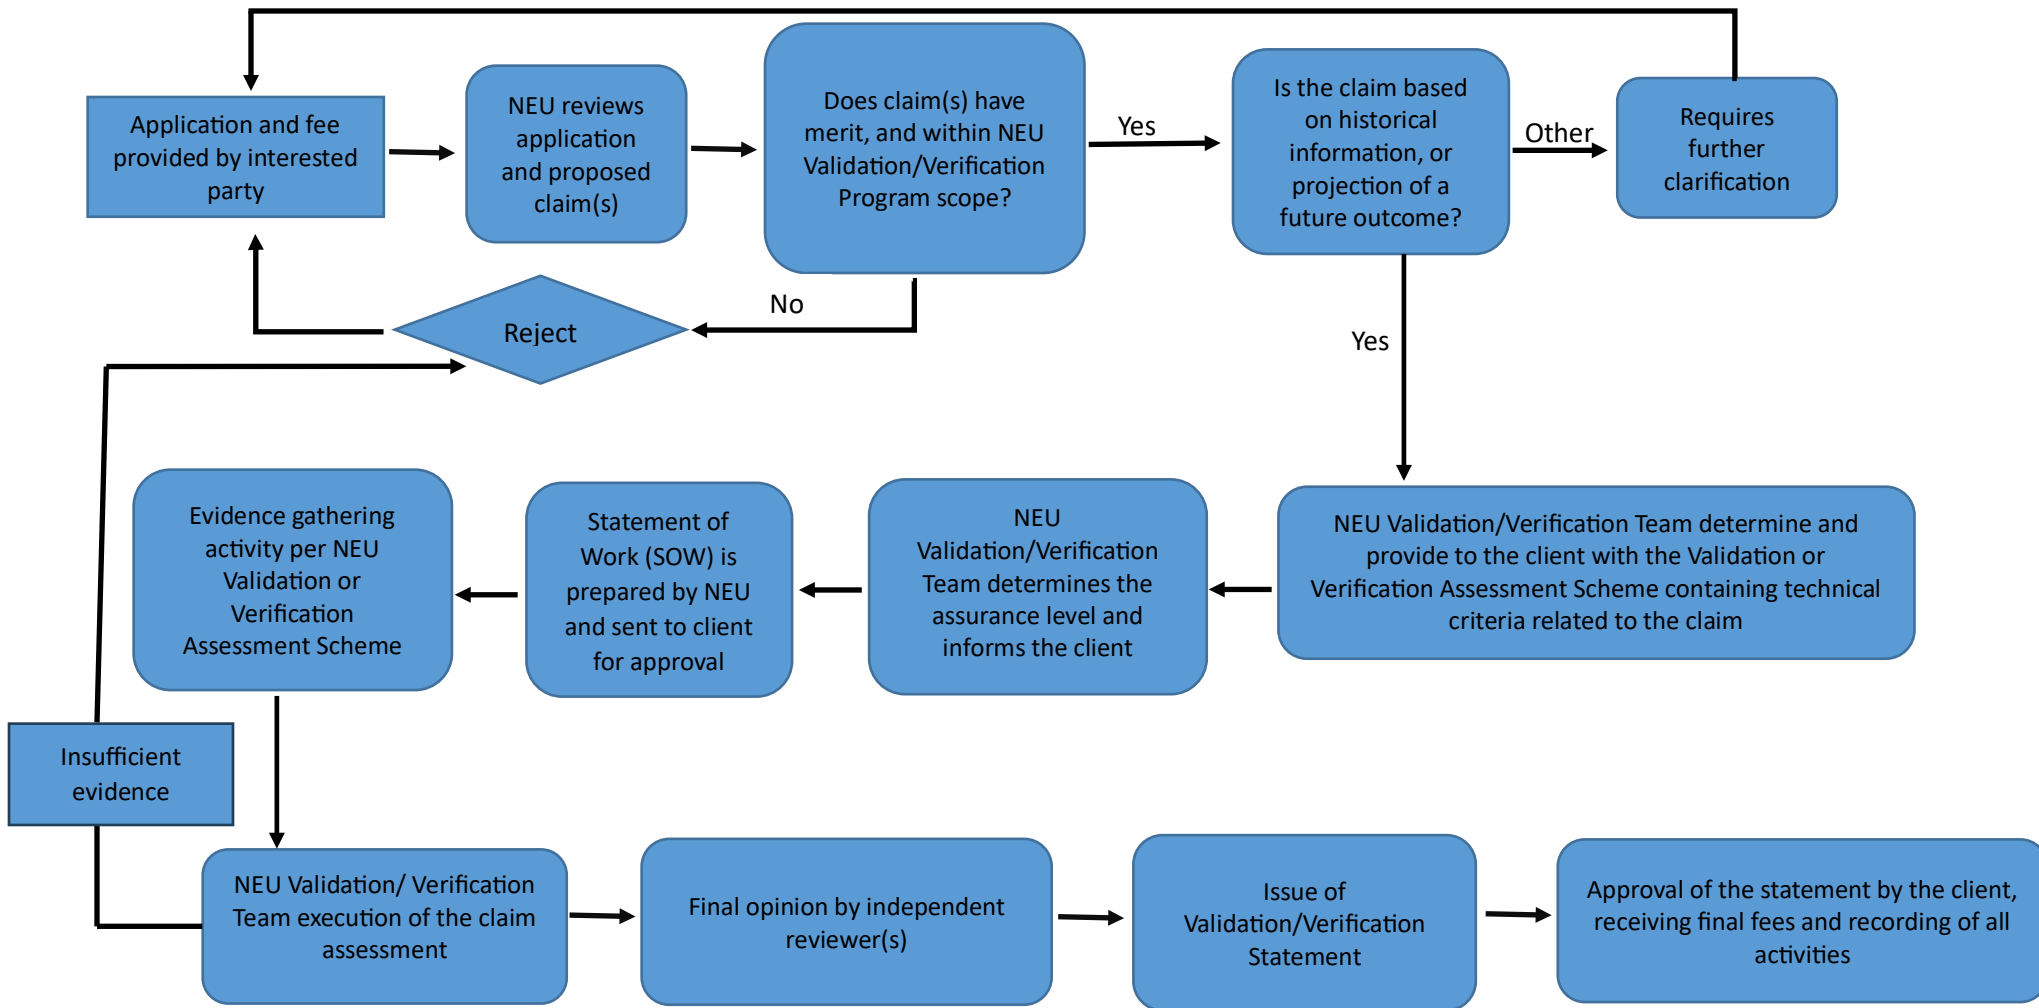 Application and fee
provided by interested
party
NEU reviews
application
and proposed
claim(s)
Does claim(s) have
merit, and within NEU
Validation/Verification
Program scope?
Yes
Is the claim based
on historical
information, or
projection of a
future outcome?
Other
Requires
further
clarification
No
Reject
Yes
NEU Validation/Verification Team determine and
provide to the client with the Validation or
Verification Assessment Scheme containing technical
criteria related to the claim
NEU
Validation/Verification
Team determines the
assurance level and
informs the client
Statement of
Work (SOW) is
prepared by NEU
and sent to client
for approval
Evidence gathering
activity per NEU
Validation or
Verification
Assessment Scheme
Insufficient
evidence
NEU Validation/ Verification
Team execution of the claim
assessment
Final opinion by independent
reviewer(s)
Issue of
Validation/Verification
Statement
Approval of the statement by the client,
receiving final fees and recording of all
activities